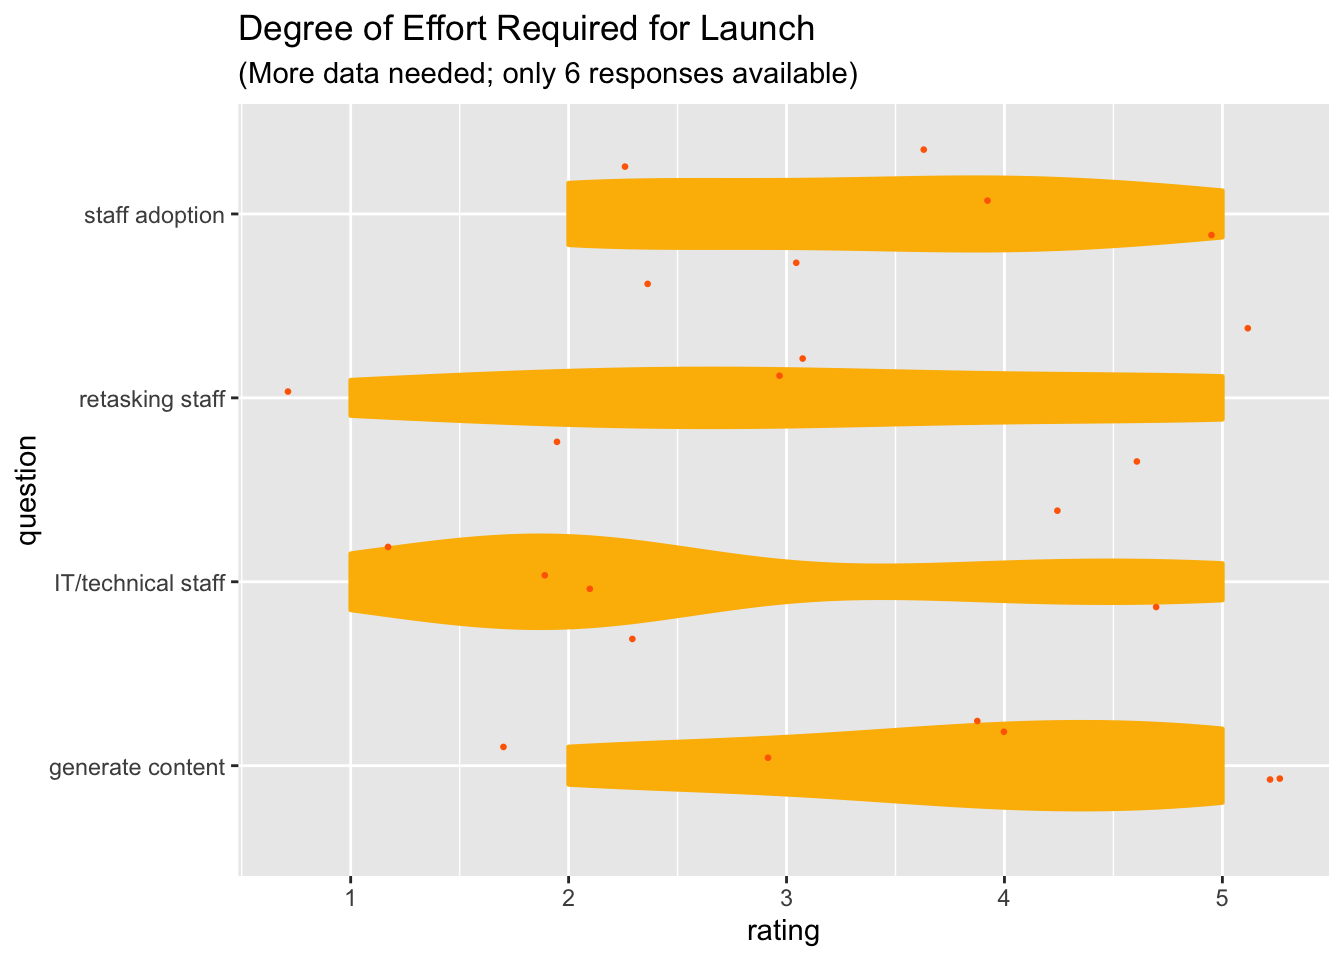 Degree of Effort Required for Launch
(More data needed; only 6 responses available)
staff adoption
retasking staff
IT/technical staff
generate content
question
1 2 3 4 5
rating